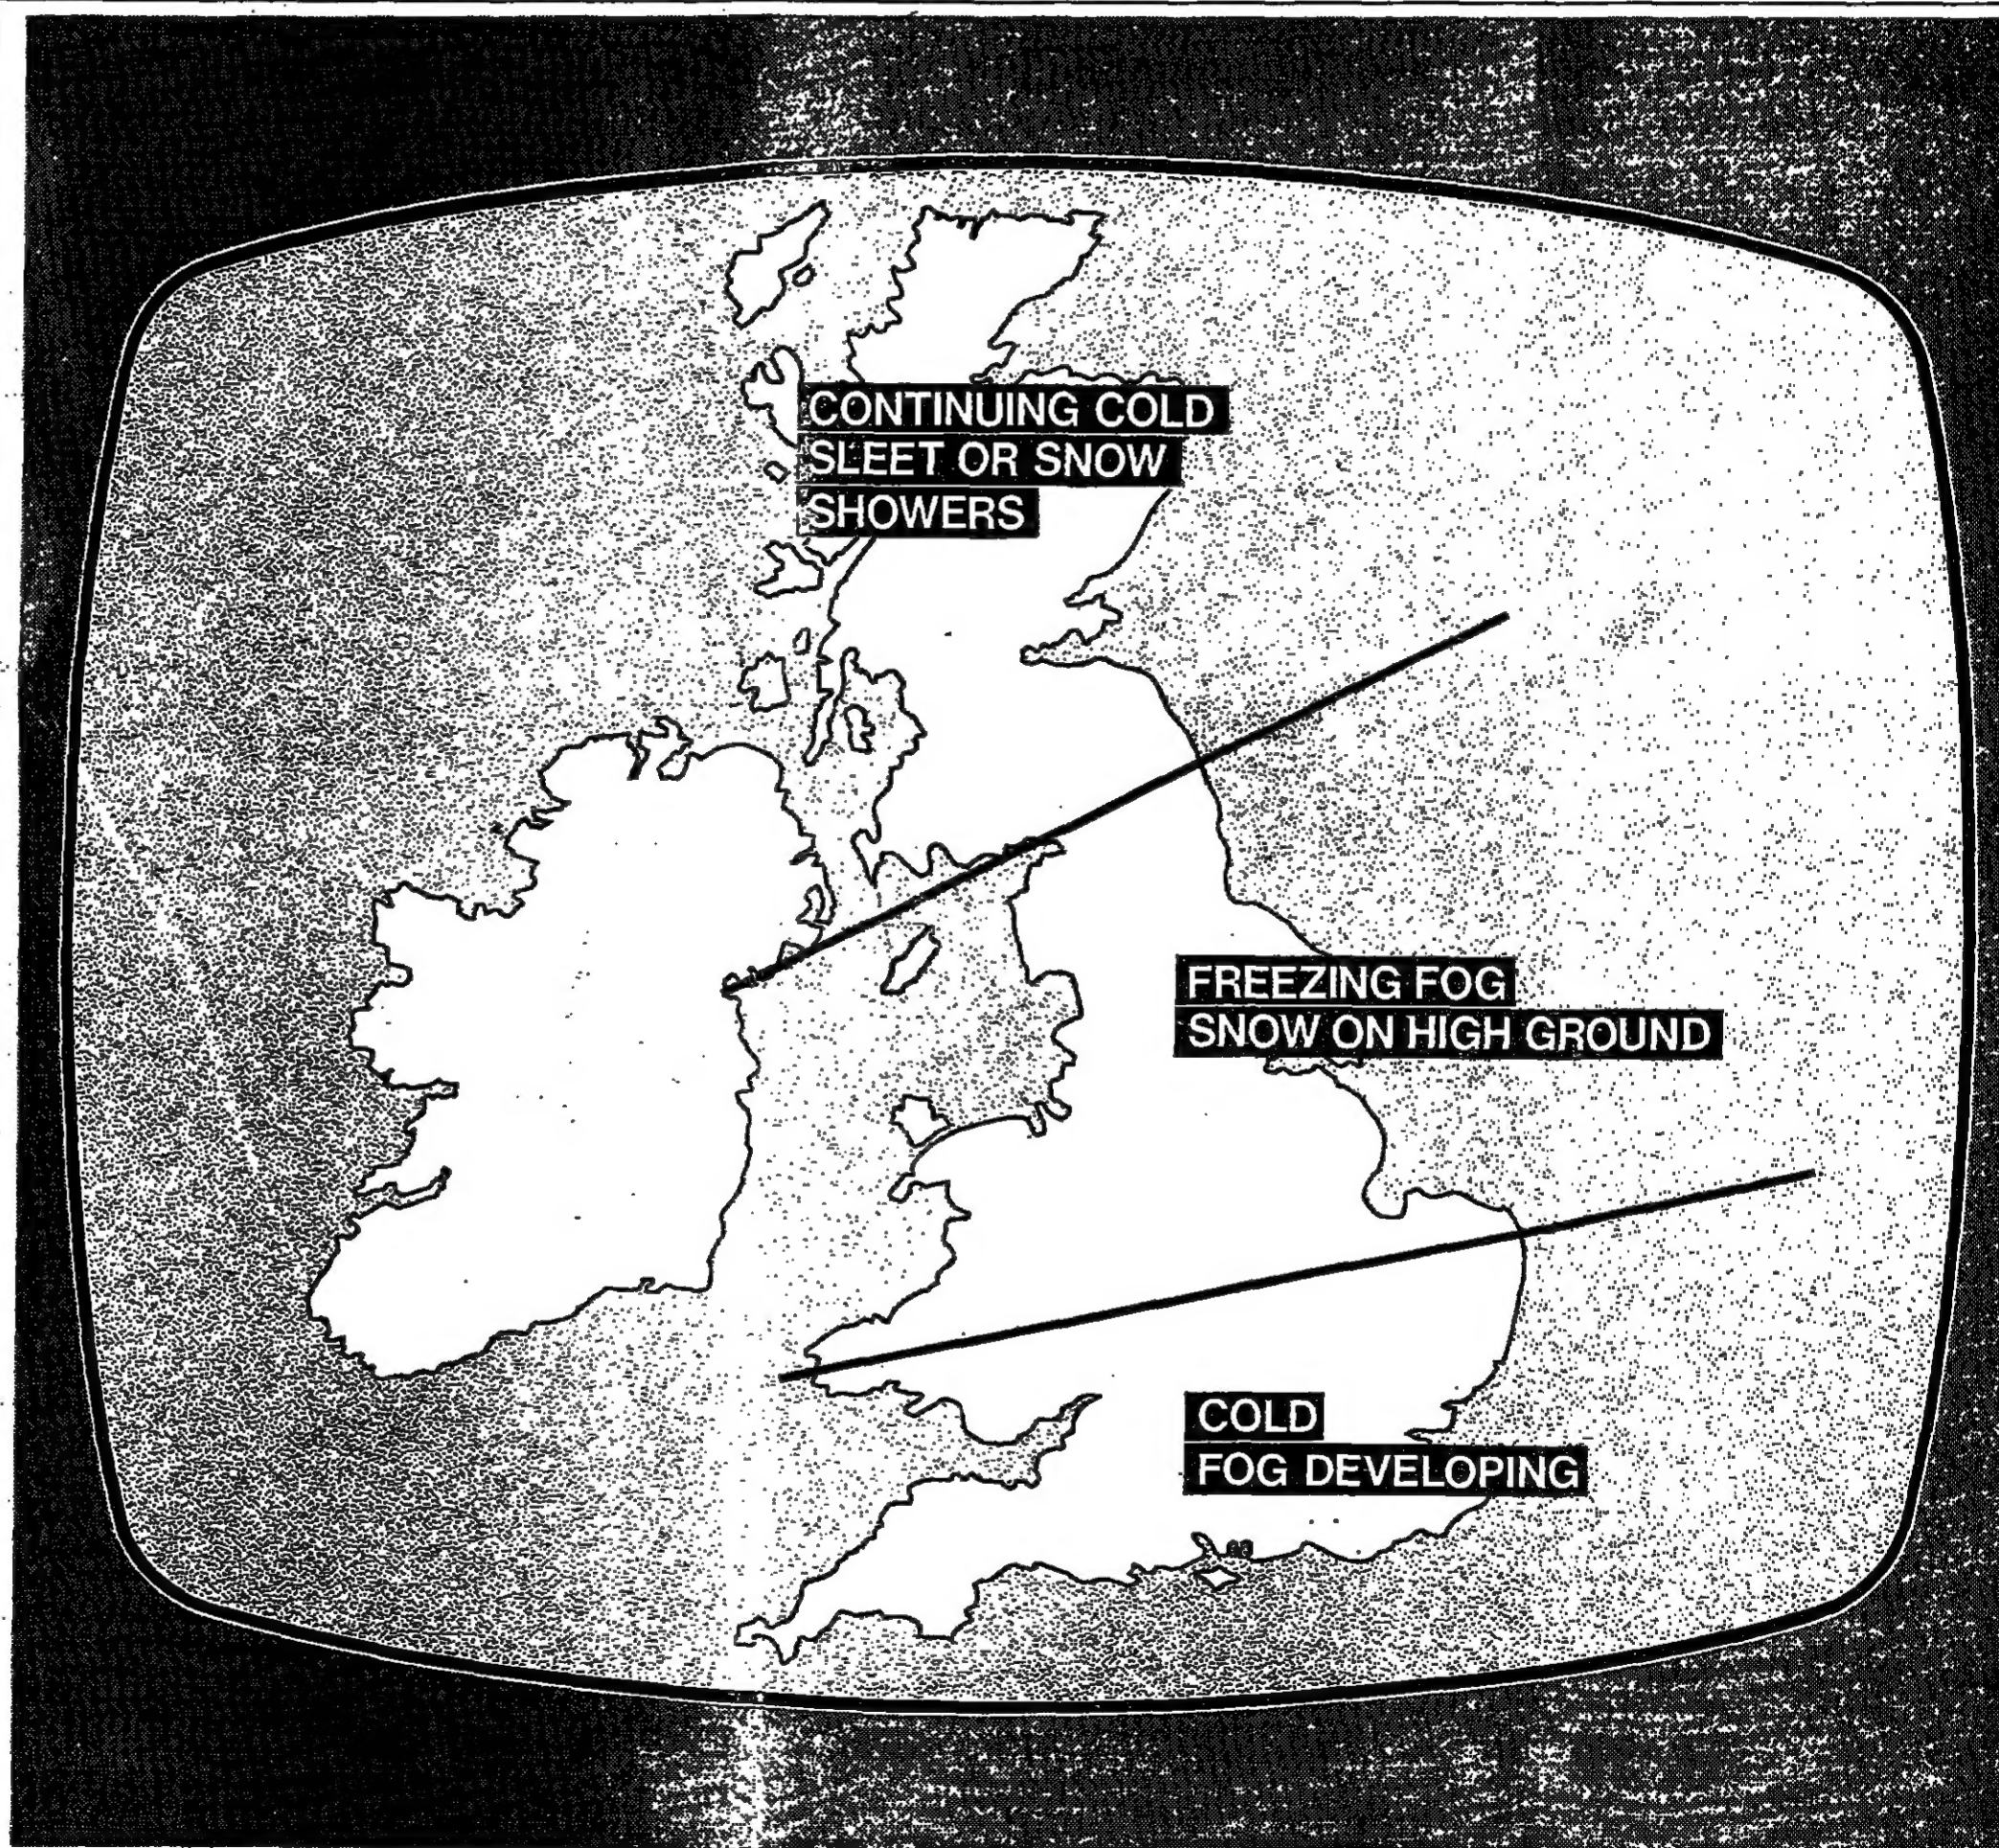 CONTINUING COLD
SLEET OR SNOW
SHOWERS
FREEZING FOG
SNOW ON HIGH GROUND
COLD
FOG DEVELOPING